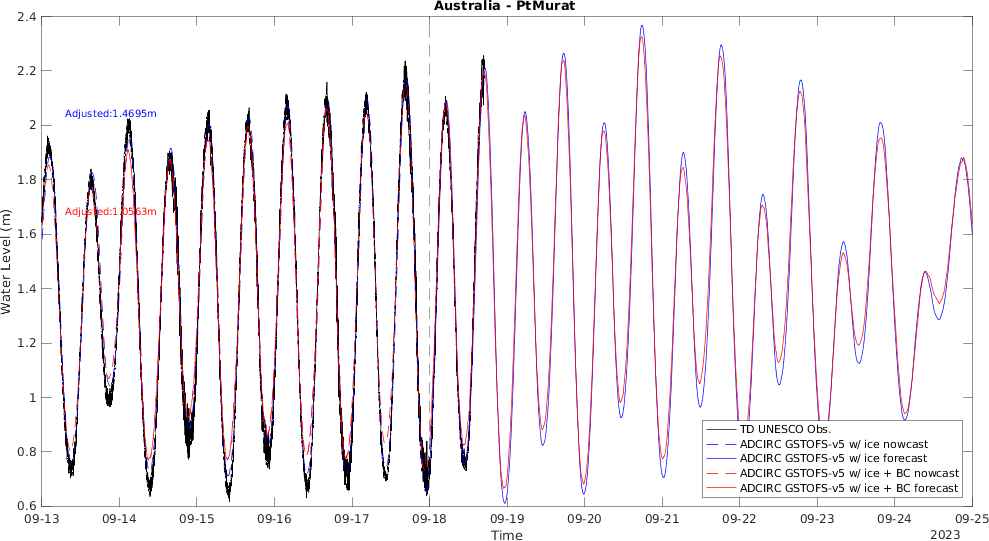 Australia - PtMurat
2.4
2.2
2
1.8
1.6
1.4
1.2
1
0.8
0.6
Water Level (m)
Adjusted:1.4695m
Adjusted:1.0563m
TD UNESCO Obs.
ADCIRC GSTOFS-v5 w/ ice nowcast
ADCIRC GSTOFS-v5 w/ ice forecast
ADCIRC GSTOFS-v5 w/ ice + BC nowcast
ADCIRC GSTOFS-v5 w/ ice + BC forecast
09-13 09-14 09-15 09-16 09-17 09-18 09-19 09-20 09-21 09-22 09-23 09-24 09-25
Time
2023